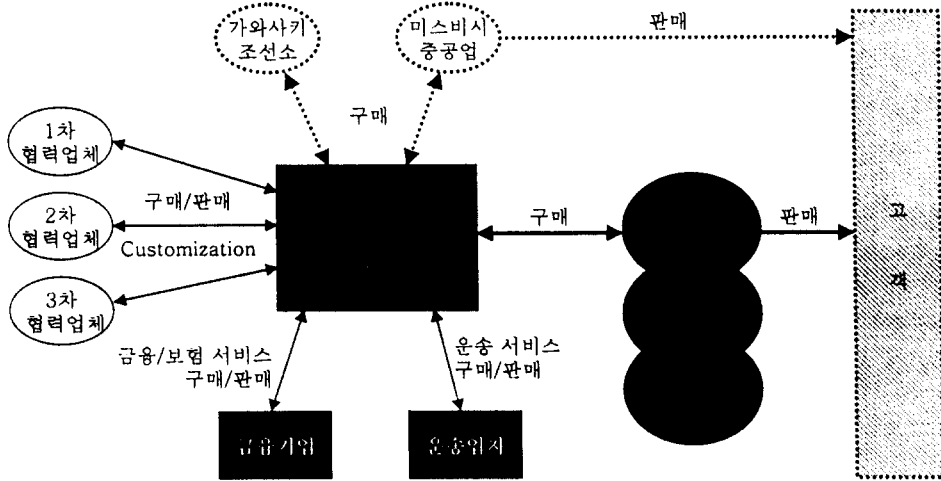 가와사키
조선소
미스비시
중공업
판매
구매
1차
협력업체
구매/판매
2차
협력업체
Customization
3차
협력업체
구매
판매
고
객
금융/보험 서비스
구매/판매
운송 서비스
구매/판매
금융기업
운송업자